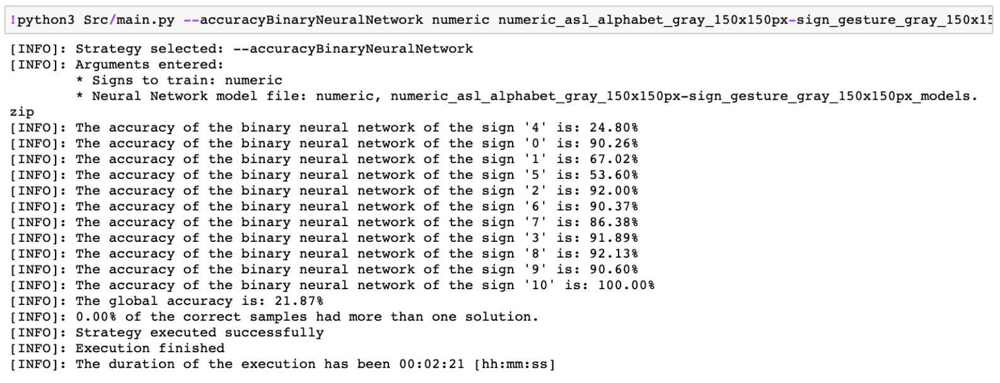 !python3 Src/main.py --accuracyBinaryNeuralNetwork numeric numeric_asl_alphabet_gray_150x150px-sign_gesture_gray_150x15
[INFO]: Strategy selected: --accuracyBinaryNeuralNetwork
[INFO]: Arguments entered:
* Signs to train: numeric
* Neural Network model file: numeric, numeric_asl_alphabet_gray_150x150px-sign_gesture_gray_150x150px_models.
zip
[INFO]: The accuracy of the binary neural network of the sign '4' is: 24.80%
[INFO]: The accuracy of the binary neural network of the sign '0' is: 90.26%
[INFO]: The accuracy of the binary neural network of the sign '1' is: 67.02%
[INFO]: The accuracy of the binary neural network of the sign '5' is: 53.60%
[INFO]: The accuracy of the binary neural network of the sign '2' is: 92.00%
[INFO]: The accuracy of the binary neural network of the sign '6' is: 90.37%
[INFO]: The accuracy of the binary neural network of the sign '7' is: 86.38%
[INFO]: The accuracy of the binary neural network of the sign '3' is: 91.89%
[INFO]: The accuracy of the binary neural network of the sign '8' is: 92.13%
[INFO]: The accuracy of the binary neural network of the sign '9' is: 90.60%
[INFO]: The accuracy of the binary neural network of the sign '10' is: 100.00%
[INFO]: The global accuracy is: 21.87%
[INFO]: 0.00% of the correct samples had more than one solution.
[INFO]: Strategy executed successfully
[INFO]: Execution finished
[INFO]: The duration of the execution has been 00:02:21 [hh:mm:ss]